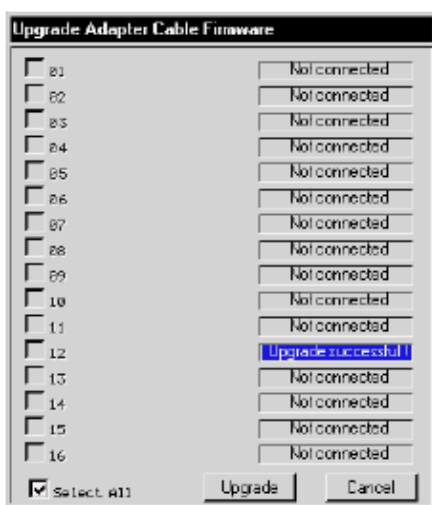 Upgrade Adapter Cable Firmware
01 Not connected
02 Not connected
03 Not connected
04 Not connected
05 Not connected
06 Not connected
07 Not connected
08 Not connected
09 Not connected
10 Not connected
11 Not connected
12 Upgrade successful !
13 Not connected
14 Not connected
15 Not connected
16 Not connected
Select All Upgrade Cancel